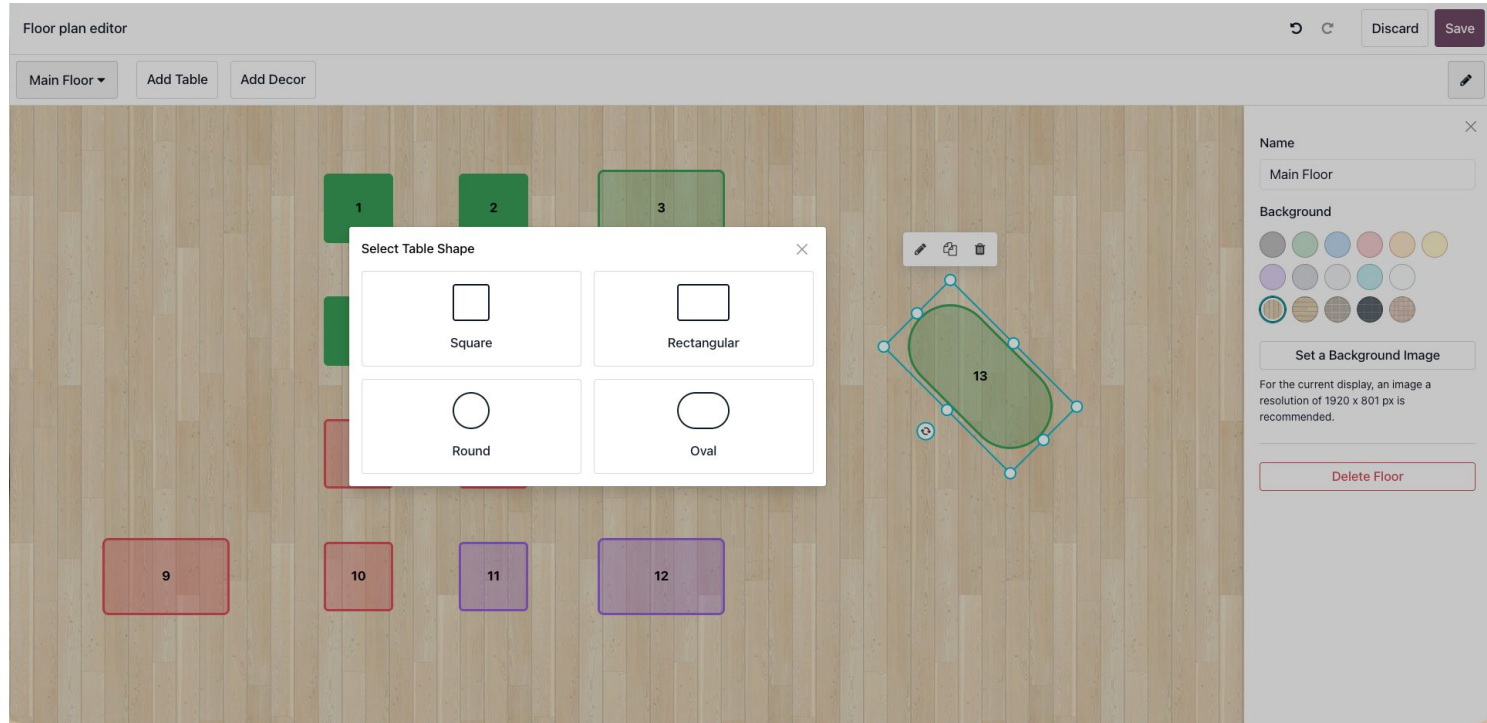 Floor plan editor
Discard
Save
Main Floor
Add Table
Add Decor
Name
Main Floor
Background
1
2
3
Select Table Shape
Square
Rectangular
Round
Oval
13
Set a Background Image
For the current display, an image a
resolution of 1920 x 801 px is
recommended.
Delete Floor
9
10
11
12